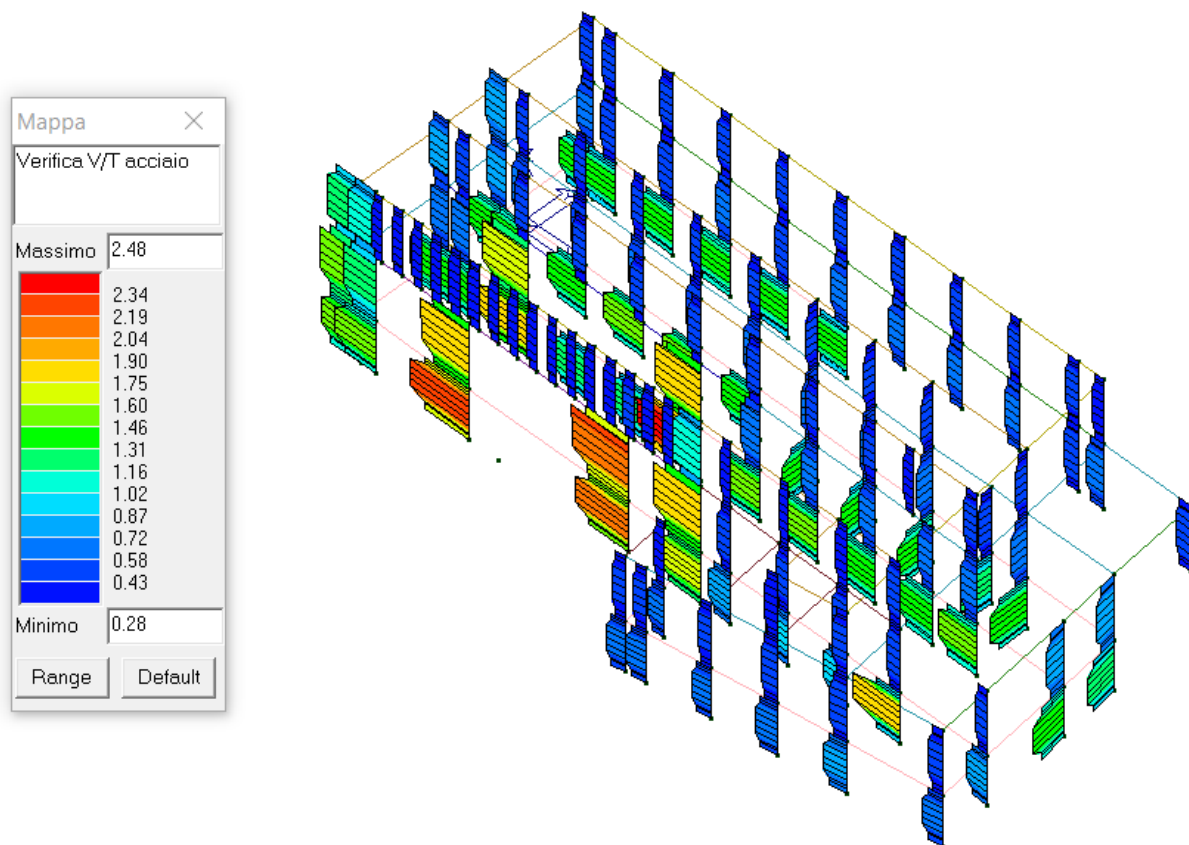 Mappa
Verifica V/T acciaio
Massimo 2.48
2.34
2.19
2.04
1.90
1.75
1.60
1.46
1.31
1.16
1.02
0.87
0.72
0.58
0.43
Minimo 0.28
Range Default